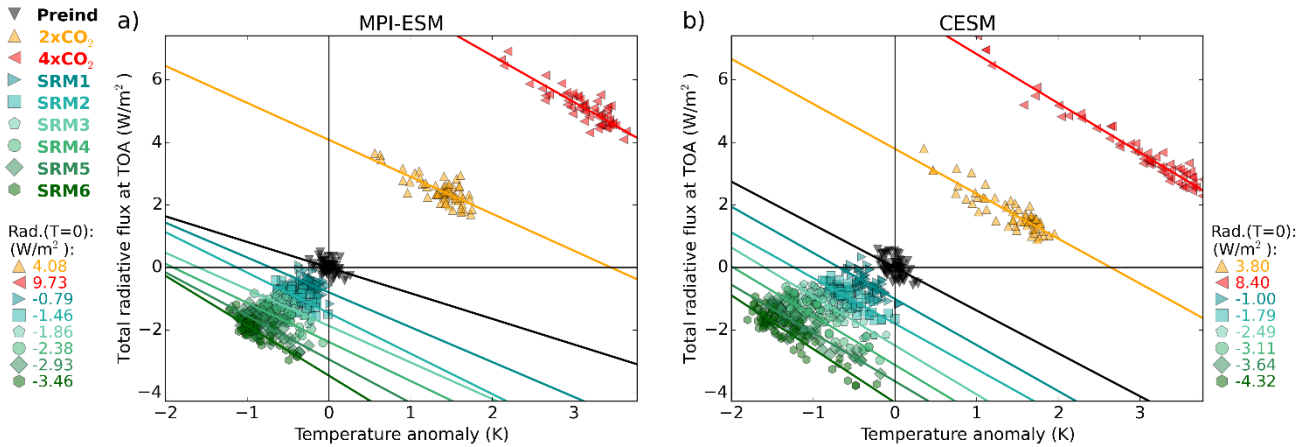 Preind
2xCO₂
4xCO₂
SRM1
SRM2
SRM3
SRM4
SRM5
SRM6
Rad.(T=0):
(W/m² ):
4.08
9.73
-0.79
-1.46
-1.86
-2.38
-2.93
-3.46
a)
MPI-ESM
Total radiative flux at TOA (W/m² )
6
4
2
0
−2
−4
−2
−1
0
1
2
3
Temperature anomaly (K)
b)
CESM
Total radiative flux at TOA (W/m² )
6
4
2
0
−2
−4
−2
−1
0
1
2
3
Temperature anomaly (K)
Rad.(T=0):
(W/m² ):
3.80
8.40
-1.00
-1.79
-2.49
-3.11
-3.64
-4.32